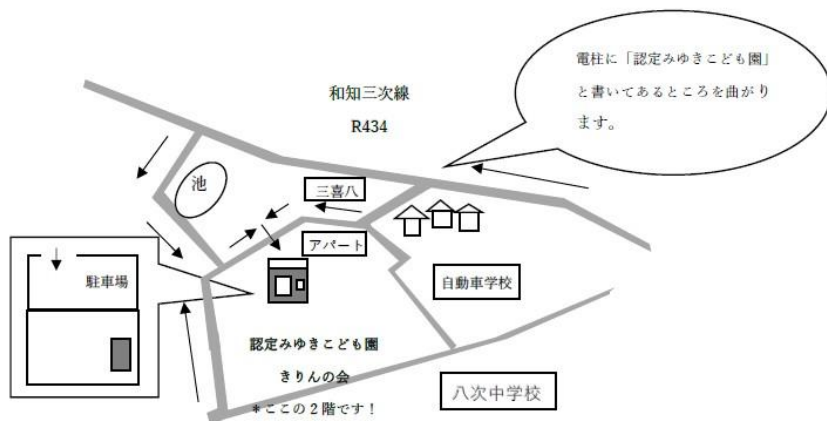 電柱に「認定みゆきこども園」
と書いてあるところを曲がり
ます。
和知三次線
R434
池
三喜八
アパート
駐車場
自動車学校
認定みゆきこども園
きりんの会
＊ここの２階です！
八次中学校